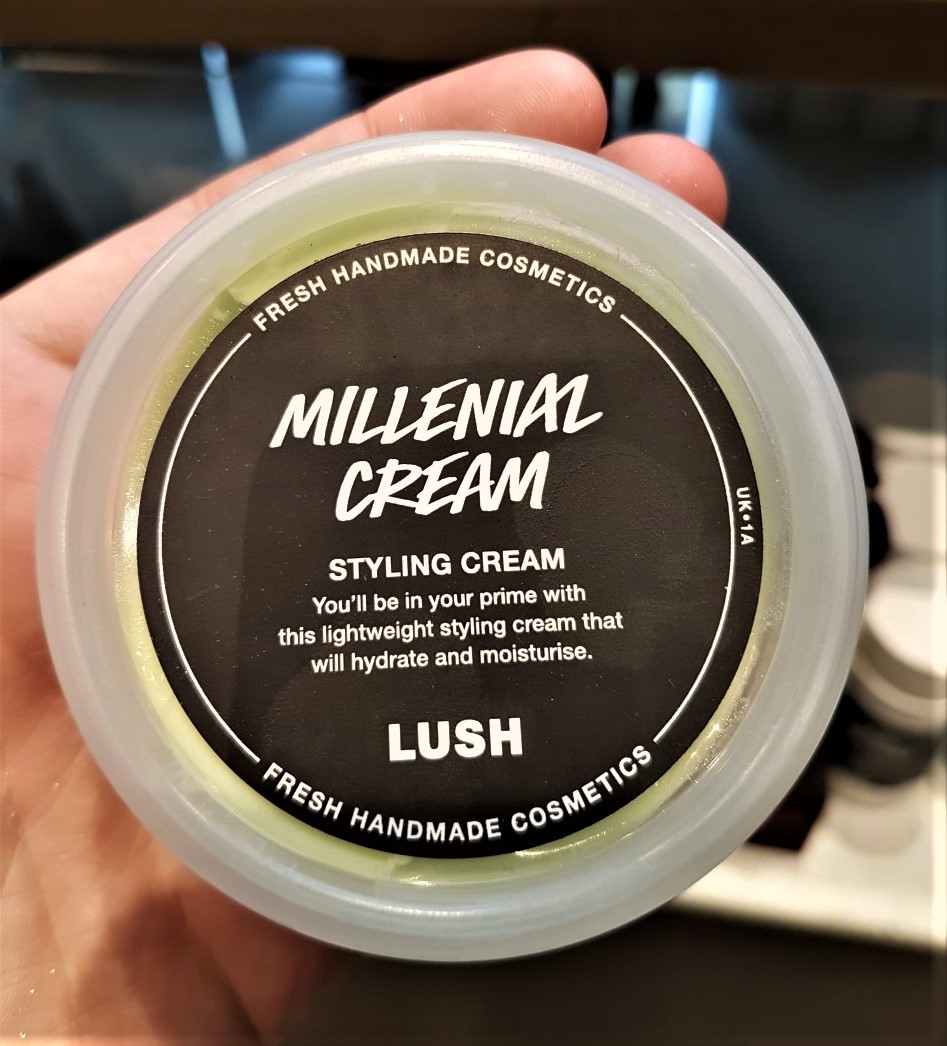 FRESH HANDMADE COSMETICS
MILLENIAL
CREAM
UK•1A
STYLING CREAM
You'll be in your prime with
this lightweight styling cream that
will hydrate and moisturise.
LUSH
FRESH HANDMADE COSMETICS